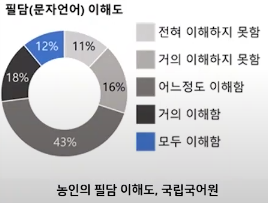 필담(문자언어) 이해도
12%
11%
18%
16%
43%
전혀 이해하지 못함
거의 이해하지 못함
어느정도 이해함
거의 이해함
모두 이해함
농인의 필담 이해도, 국립국어원